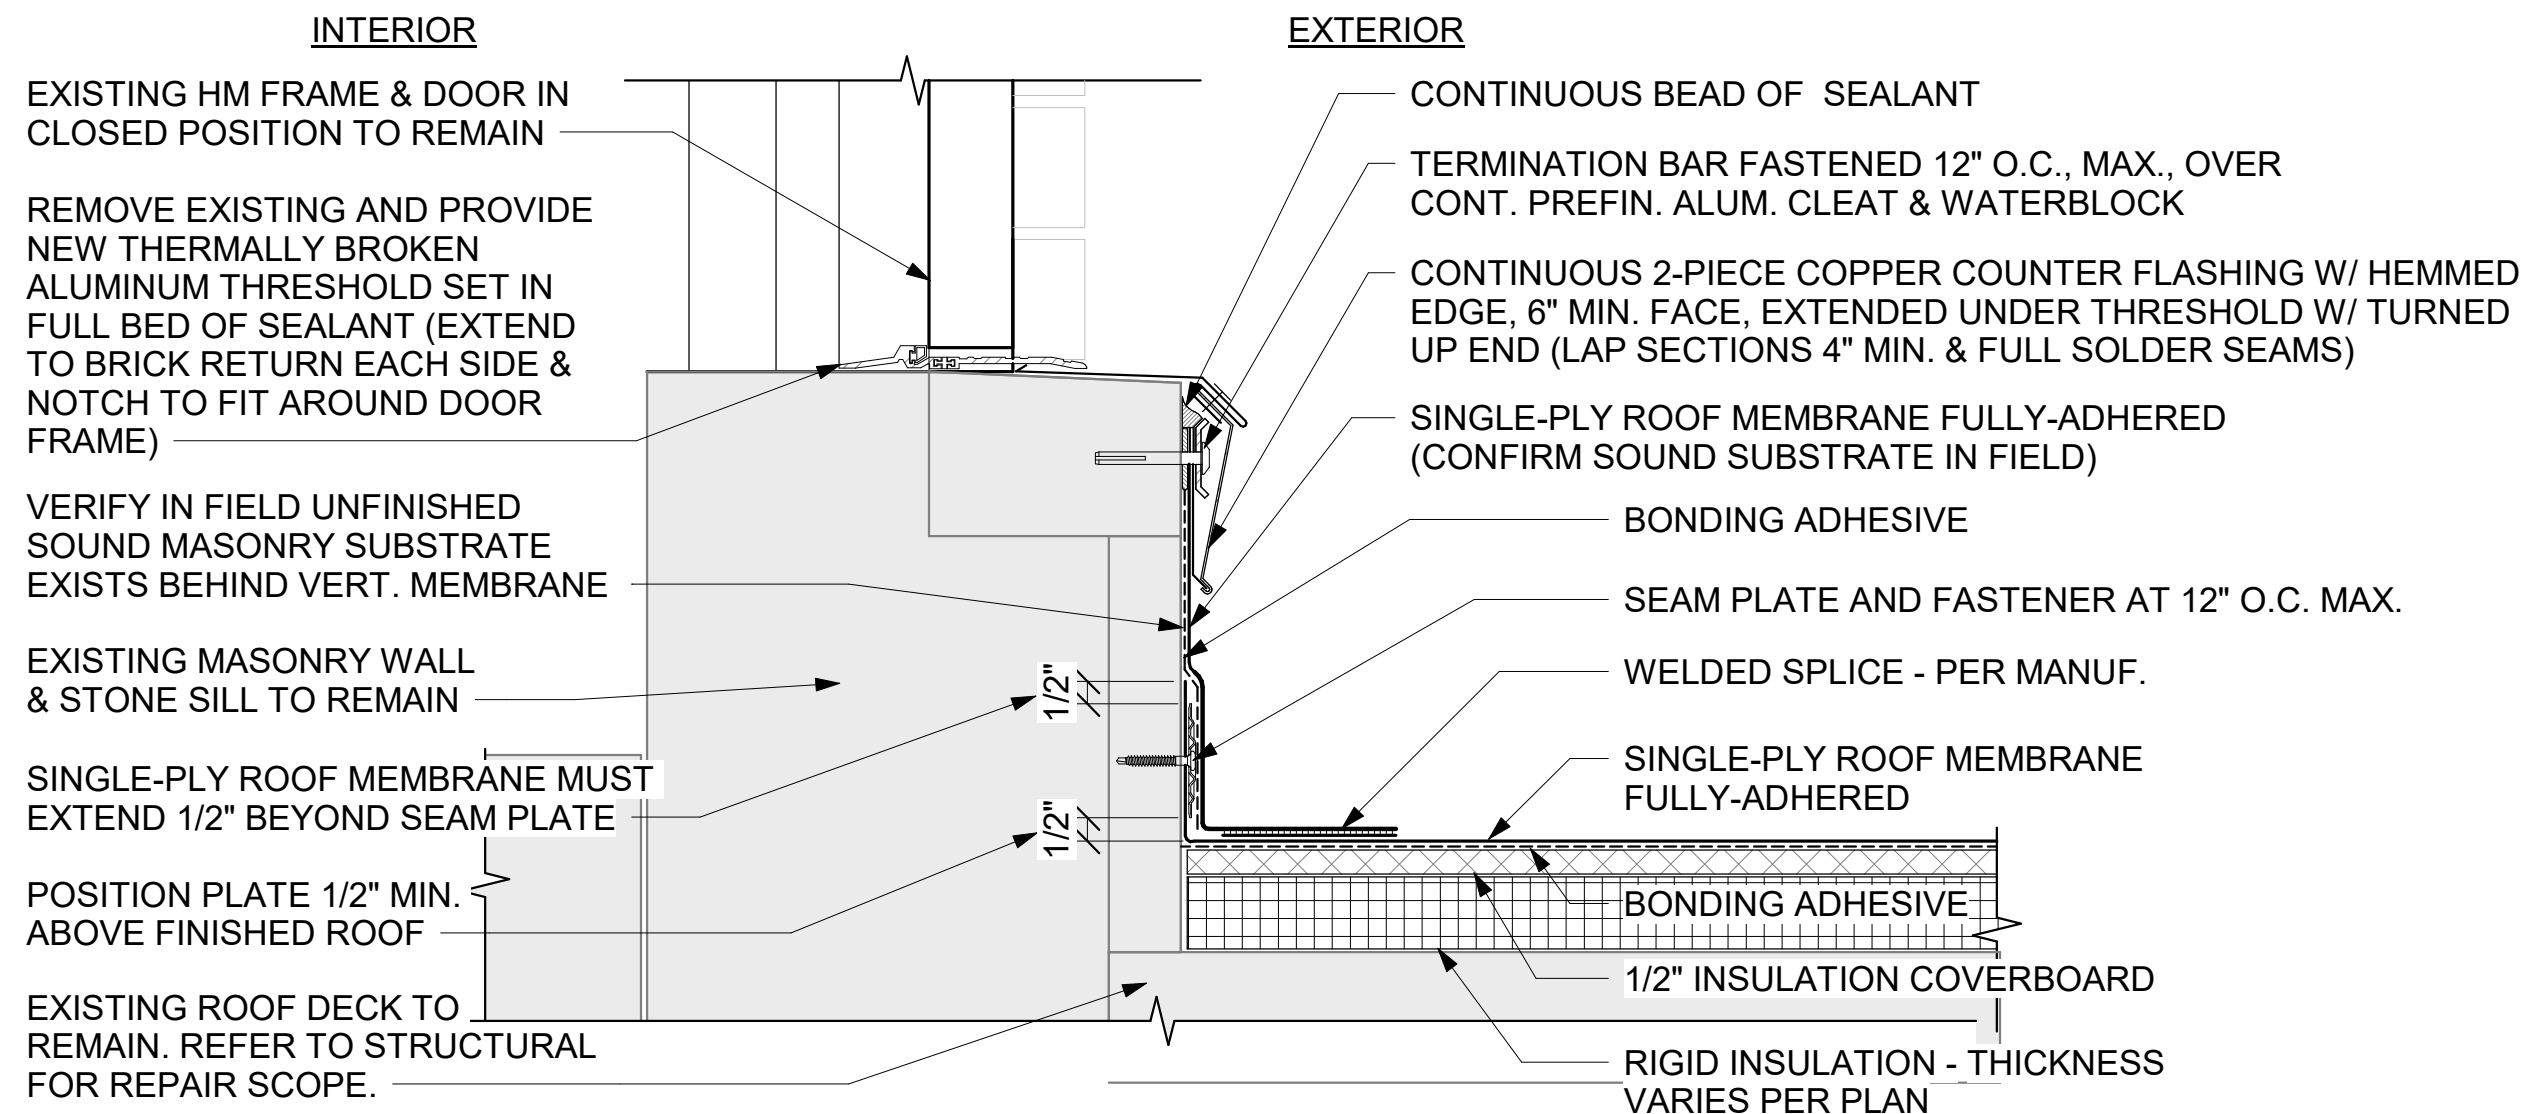 INTERIOR
EXISTING HM FRAME & DOOR IN
CLOSED POSITION TO REMAIN
REMOVE EXISTING AND PROVIDE
NEW THERMALLY BROKEN
ALUMINUM THRESHOLD SET IN
FULL BED OF SEALANT (EXTEND
TO BRICK RETURN EACH SIDE &
NOTCH TO FIT AROUND DOOR
FRAME)
VERIFY IN FIELD UNFINISHED
SOUND MASONRY SUBSTRATE
EXISTS BEHIND VERT. MEMBRANE
EXISTING MASONRY WALL
& STONE SILL TO REMAIN
SINGLE-PLY ROOF MEMBRANE MUST
EXTEND 1/2" BEYOND SEAM PLATE
POSITION PLATE 1/2" MIN.
ABOVE FINISHED ROOF
EXISTING ROOF DECK TO
REMAIN. REFER TO STRUCTURAL
FOR REPAIR SCOPE.
1/2"
1/2"
EXTERIOR
CONTINUOUS BEAD OF  SEALANT
TERMINATION BAR FASTENED 12" O.C., MAX., OVER
CONT. PREFIN. ALUM. CLEAT & WATERBLOCK
CONTINUOUS 2-PIECE COPPER COUNTER FLASHING W/ HEMMED
EDGE, 6" MIN. FACE, EXTENDED UNDER THRESHOLD W/ TURNED
UP END (LAP SECTIONS 4" MIN. & FULL SOLDER SEAMS)
SINGLE-PLY ROOF MEMBRANE FULLY-ADHERED
(CONFIRM SOUND SUBSTRATE IN FIELD)
BONDING ADHESIVE
SEAM PLATE AND FASTENER AT 12" O.C. MAX.
WELDED SPLICE - PER MANUF.
SINGLE-PLY ROOF MEMBRANE
FULLY-ADHERED
BONDING ADHESIVE
1/2" INSULATION COVERBOARD
RIGID INSULATION - THICKNESS
VARIES PER PLAN